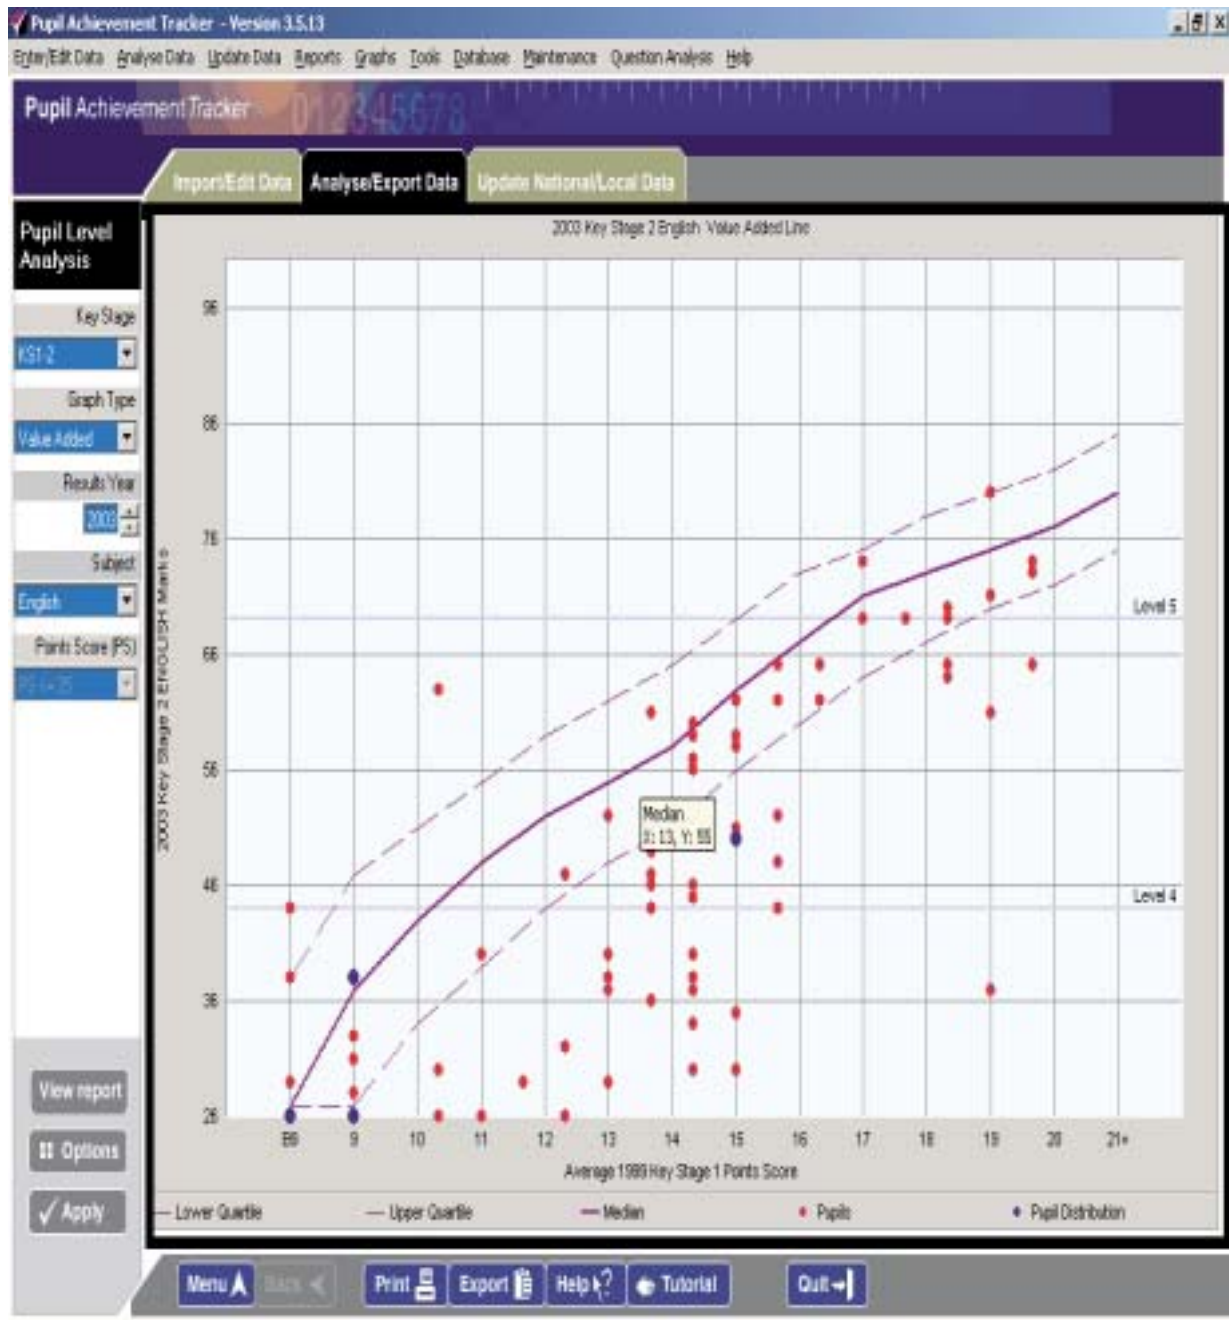 Pupil Achievement Tracker - Version 3.5.13
Enter/Edit Data Analyse Data Update Data Reports Graphs Tools Database Maintenance Question Analysis Help
Pupil Achievement Tracker
012345678
Import/Edit Data
Analyse/Export Data
Update National/Local Data
Pupil Level
Analysis
Key Stage
KS1-2
Graph Type
Value Added
Results Year
2003
Subject
English
Points Score (PS)
View report
Options
Apply
2003 Key Stage 2 English Value Added Line
2003 Key Stage 2 ENGLISH Marks
96
86
76
66
56
46
36
26
Level 5
Level 4
Median
X: 13, Y: 55
B9 9 10 11 12 13 14 15 16 17 18 19 20 21+
Average 1999 Key Stage 1 Points Score
Lower Quartile
Upper Quartile
Median
Pupils
Pupil Distribution
Menu
Back
Print
Export
Help
Tutorial
Quit